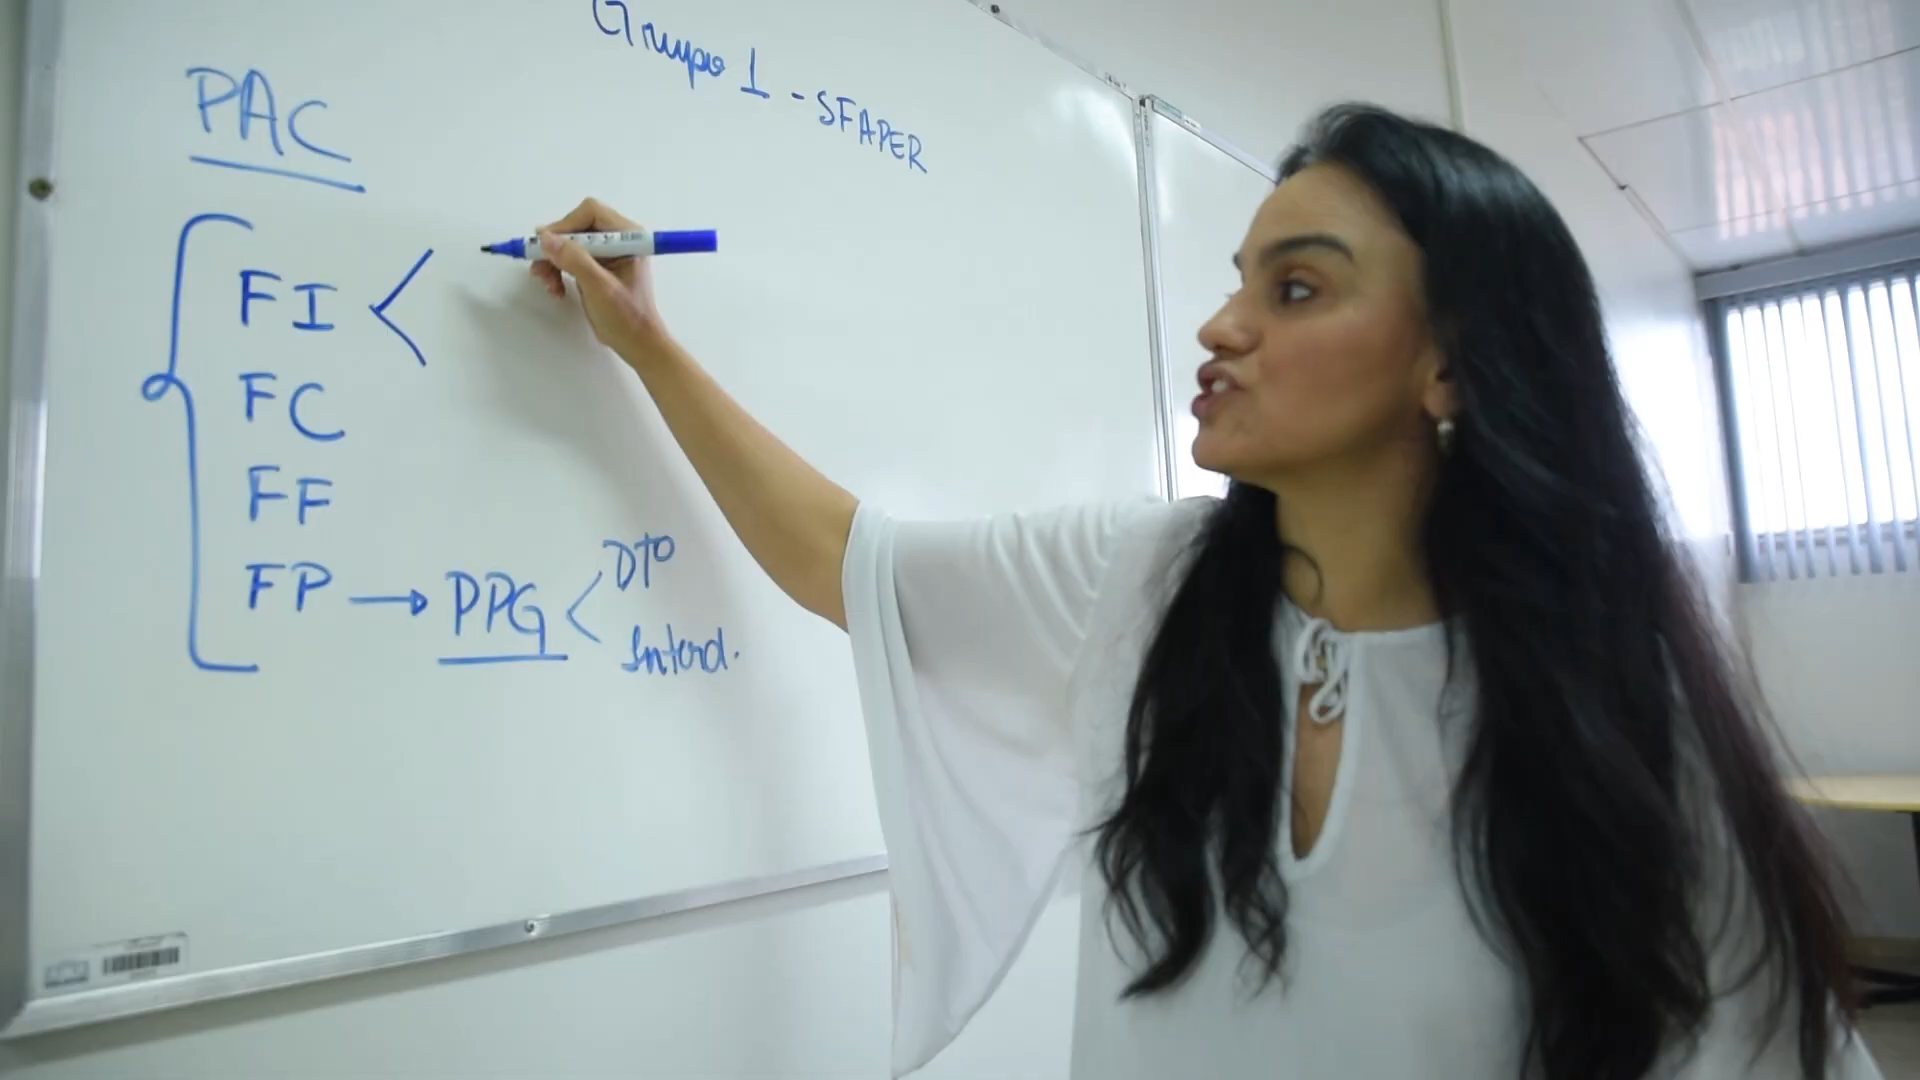 Grupo 1 - SFAPER
PAC
FI
FC
FF
FP → PPG
Dto
Interd.